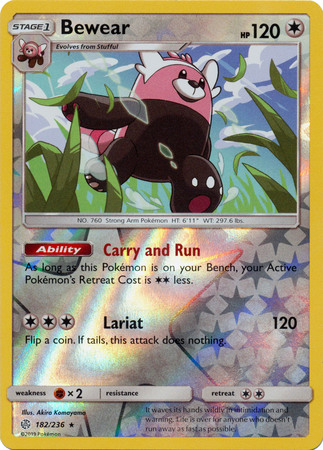 STAGE 1 Bewear HP 120
Evolves from Stufful
NO. 760 Strong Arm Pokémon HT: 6'11" WT: 297.6 lbs.
Ability Carry and Run
As long as this Pokémon is on your Bench, your Active
Pokémon's Retreat Cost is less.
Lariat 120
Flip a coin. If tails, this attack does nothing.
weakness ×2 resistance retreat
Illus. Akira Komayama
182/236 ★
©2019 Pokémon
It waves its hands wildly in intimidation and
warning. Life is over for anyone who doesn't
run away as fast as possible.